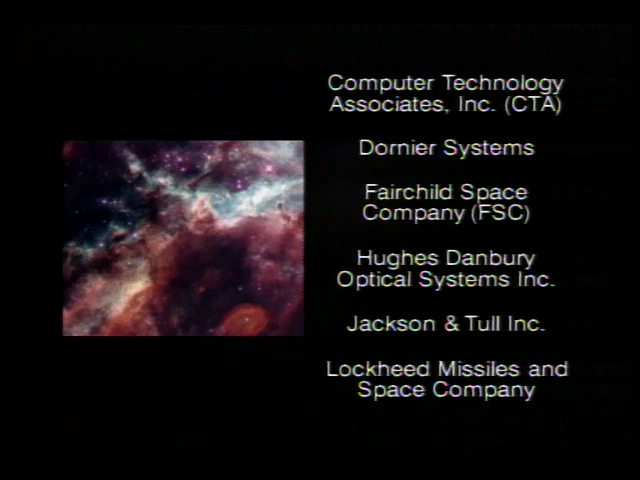 Computer Technology
Associates, Inc. (CTA)
Dornier Systems
Fairchild Space
Company (FSC)
Hughes Danbury
Optical Systems Inc.
Jackson & Tull Inc.
Lockheed Missiles and
Space Company